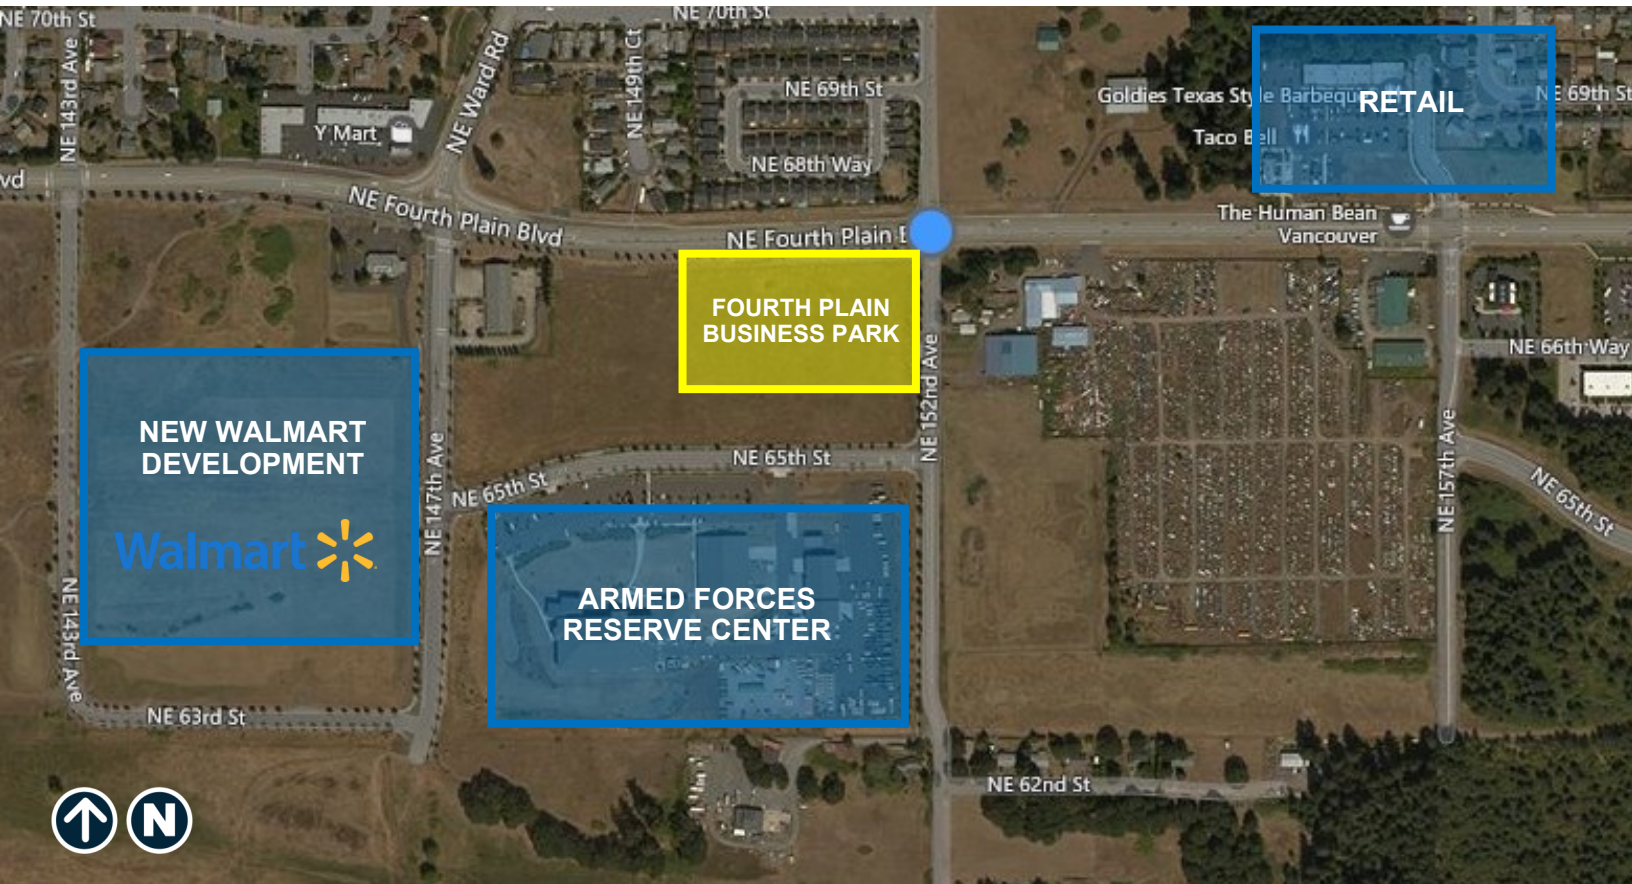 NE 70th St
NE 70th St
NE 143rd Ave
NE Ward Rd
NE 149th Ct
NE 69th St
Goldies Texas Style Barbeque
RETAIL
NE 69th St
Y Mart
Taco Bell
NE 68th Way
vd
NE Fourth Plain Blvd
NE Fourth Plain B
The Human Bean
Vancouver
FOURTH PLAIN
BUSINESS PARK
NE 66th Way
NE 152nd Ave
NEW WALMART
DEVELOPMENT
NE 147th Ave
NE 65th St
NE 65th St
NE 157th Ave
NE 65th St
Walmart
ARMED FORCES
RESERVE CENTER
NE 143rd Ave
NE 63rd St
NE 62nd St
N